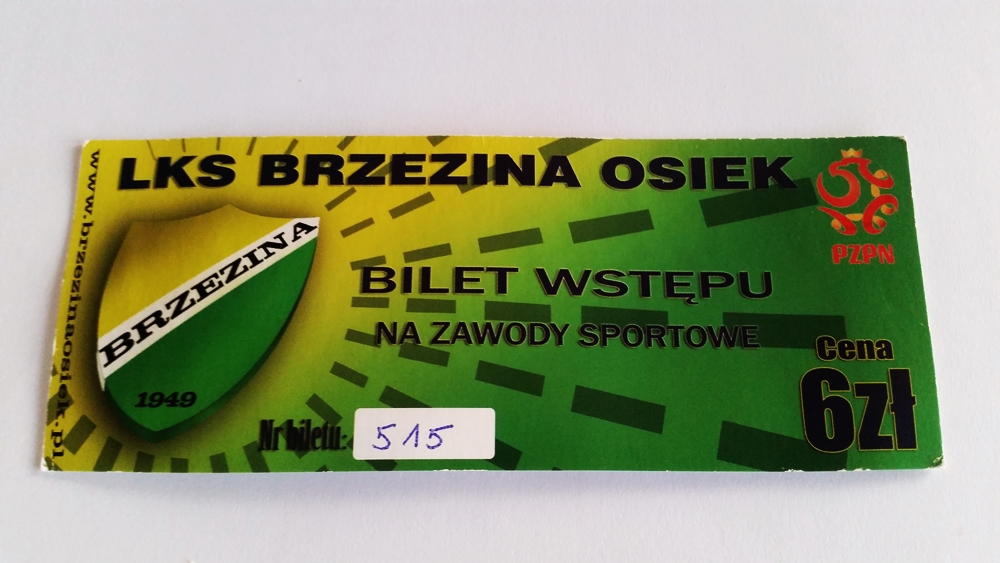 LKS BRZEZINA OSIEK
www.brzezinaosiek.pl
BRZEZINA
1949
PZPN
BILET WSTĘPU
NA ZAWODY SPORTOWE
Cena
6zł
Nr biletu: 515